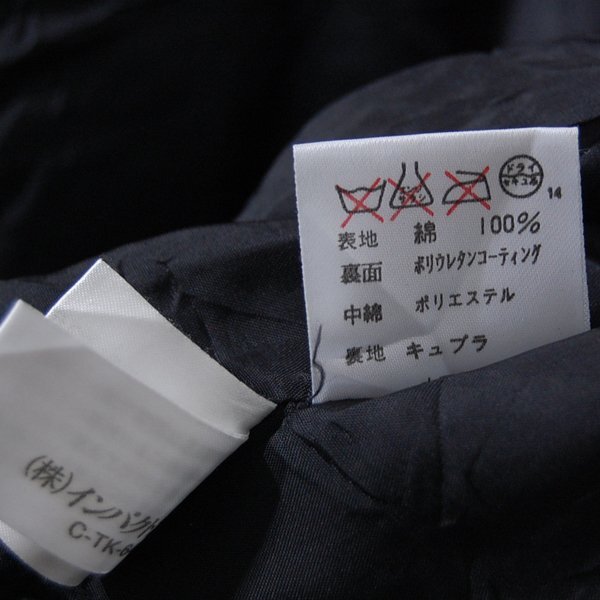 ドライ
セキユ系
14
表地 綿 100%
裏面 ポリウレタンコーティング
中綿 ポリエステル
裏地 キュプラ
(株)インパクト
C-TK-6